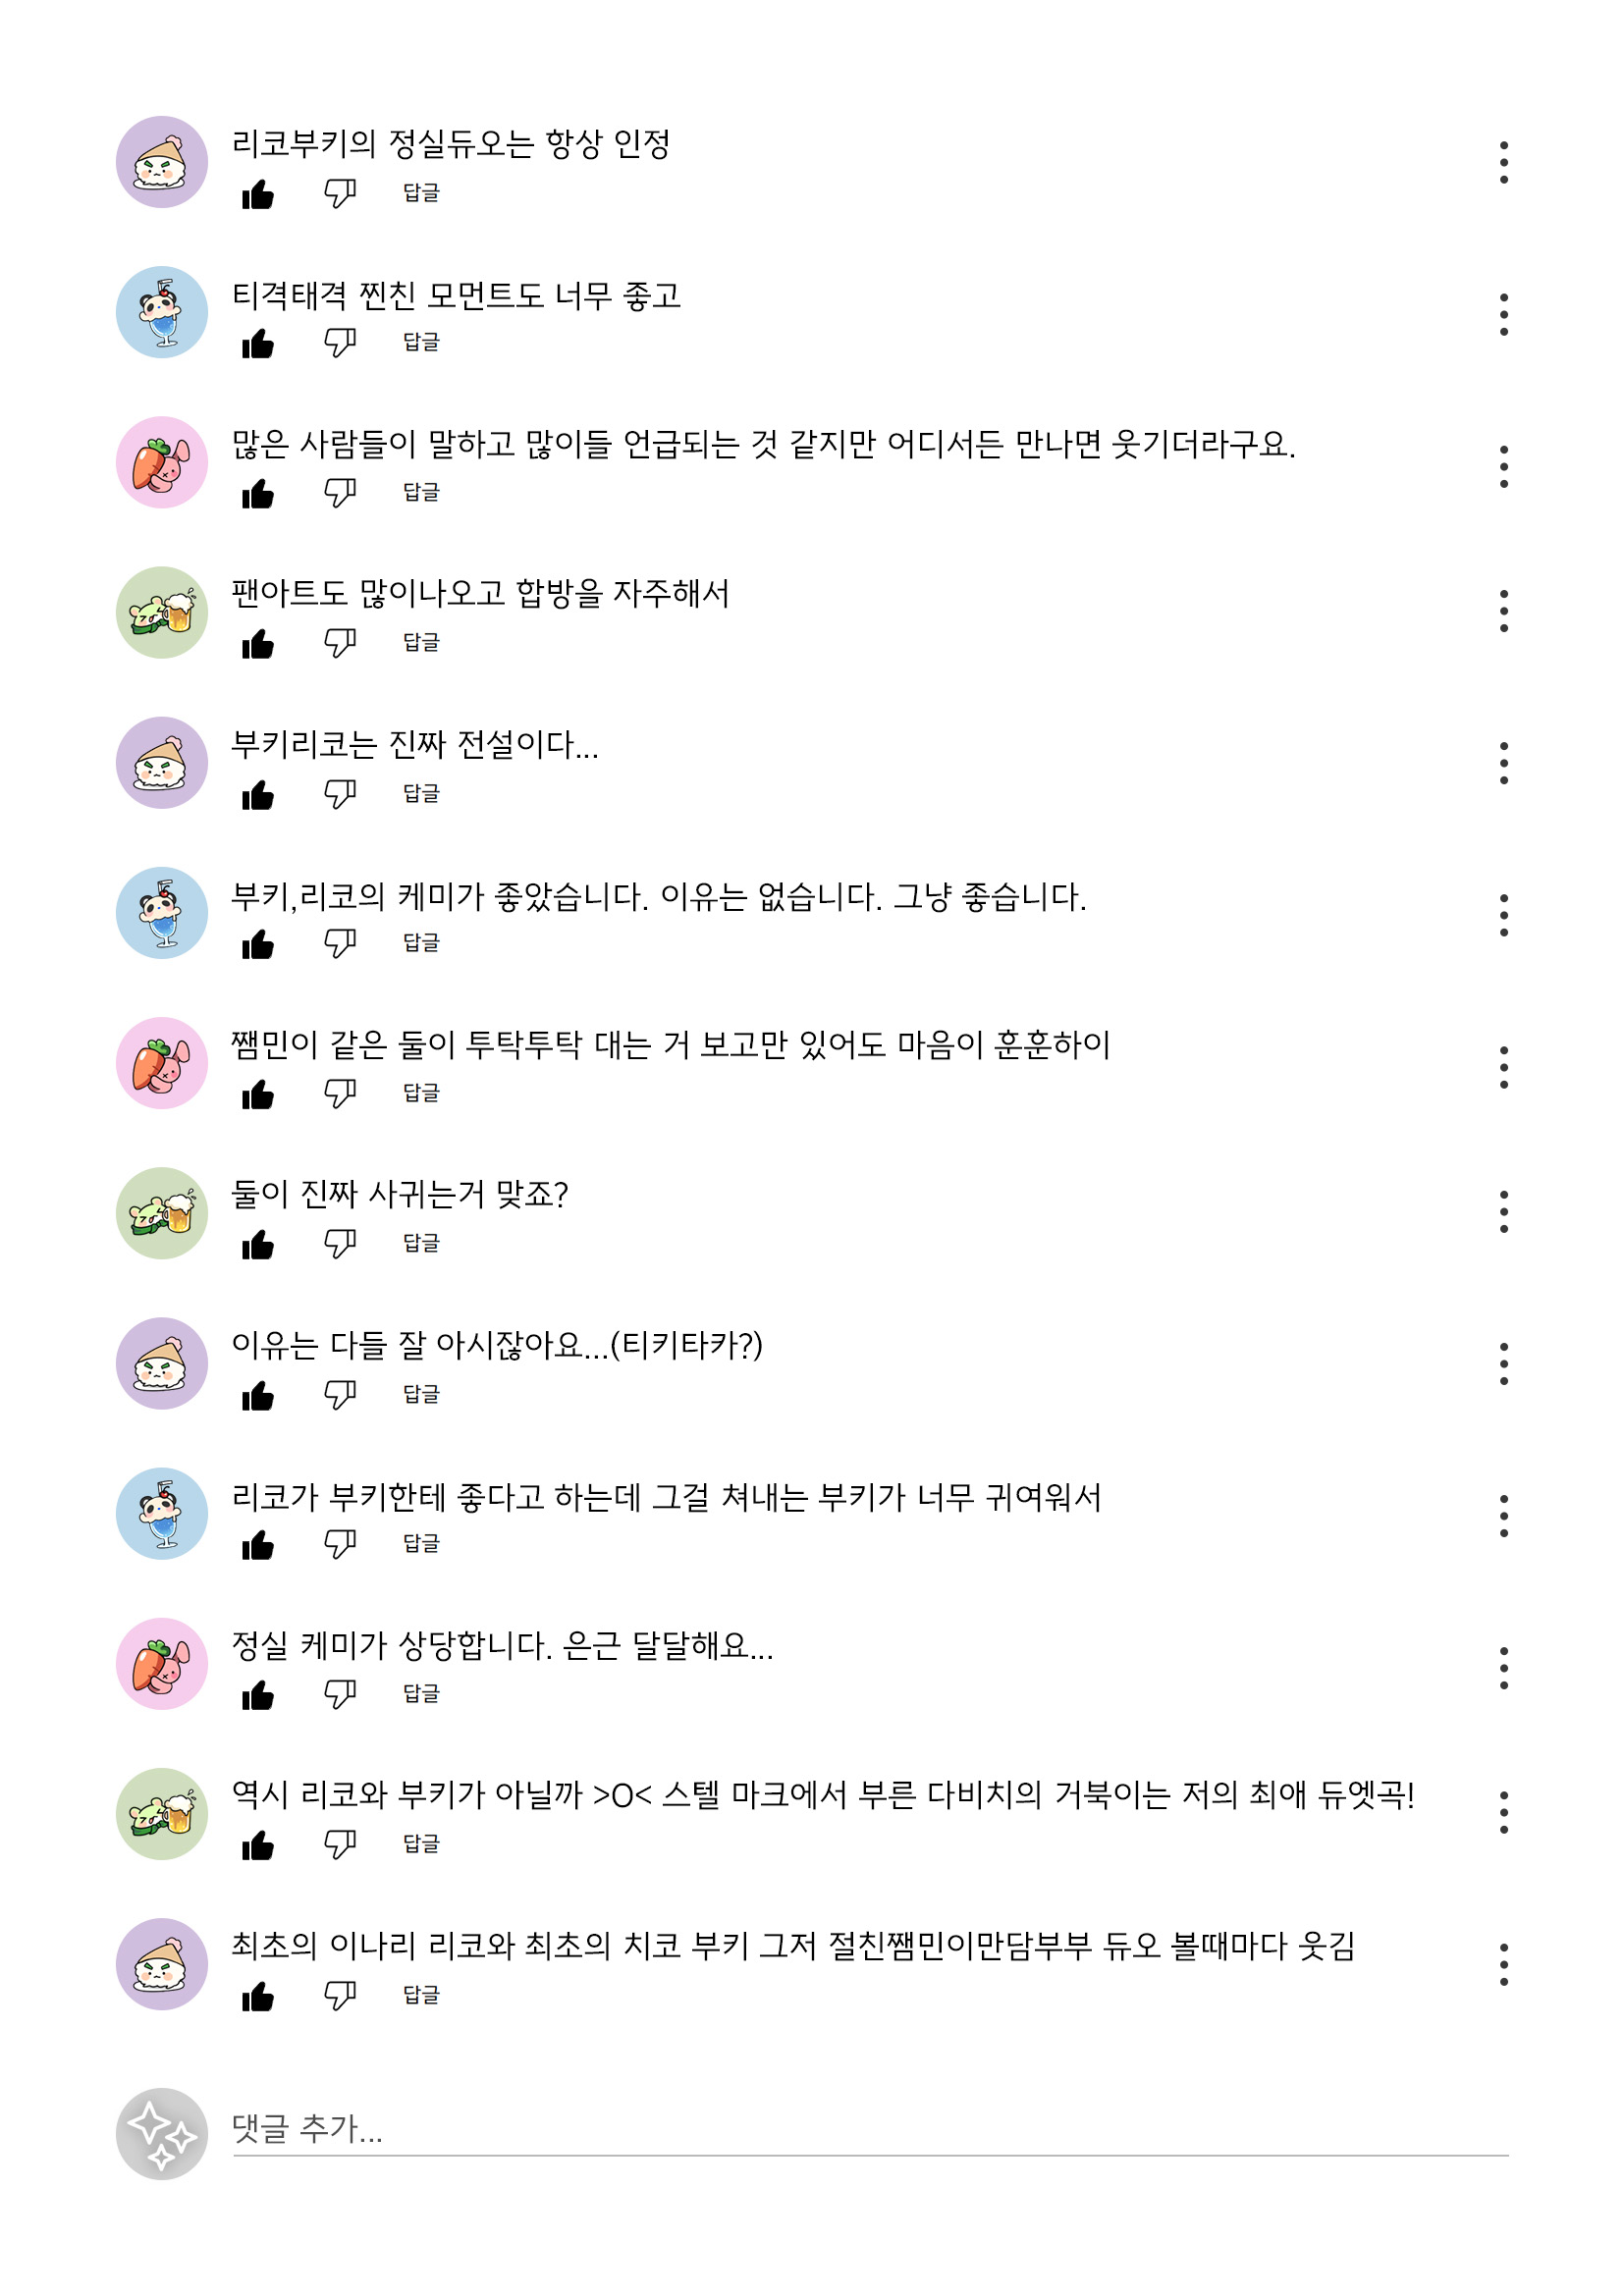 리코부키의 정실듀오는 항상 인정
답글
티격태격 찐친 모먼트도 너무 좋고
답글
많은 사람들이 말하고 많이들 언급되는 것 같지만 어디서든 만나면 웃기더라구요.
답글
팬아트도 많이나오고 합방을 자주해서
답글
부키리코는 진짜 전설이다...
답글
부키,리코의 케미가 좋았습니다. 이유는 없습니다. 그냥 좋습니다.
답글
쨈민이 같은 둘이 투탁투탁 대는 거 보고만 있어도 마음이 훈훈하이
답글
둘이 진짜 사귀는거 맞죠?
답글
이유는 다들 잘 아시잖아요...(티키타카?)
답글
리코가 부키한테 좋다고 하는데 그걸 쳐내는 부키가 너무 귀여워서
답글
정실 케미가 상당합니다. 은근 달달해요...
답글
역시 리코와 부키가 아닐까 >O< 스텔 마크에서 부른 다비치의 거북이는 저의 최애 듀엣곡!
답글
최초의 이나리 리코와 최초의 치코 부키 그저 절친쨈민이만담부부 듀오 볼때마다 웃김
답글
댓글 추가...